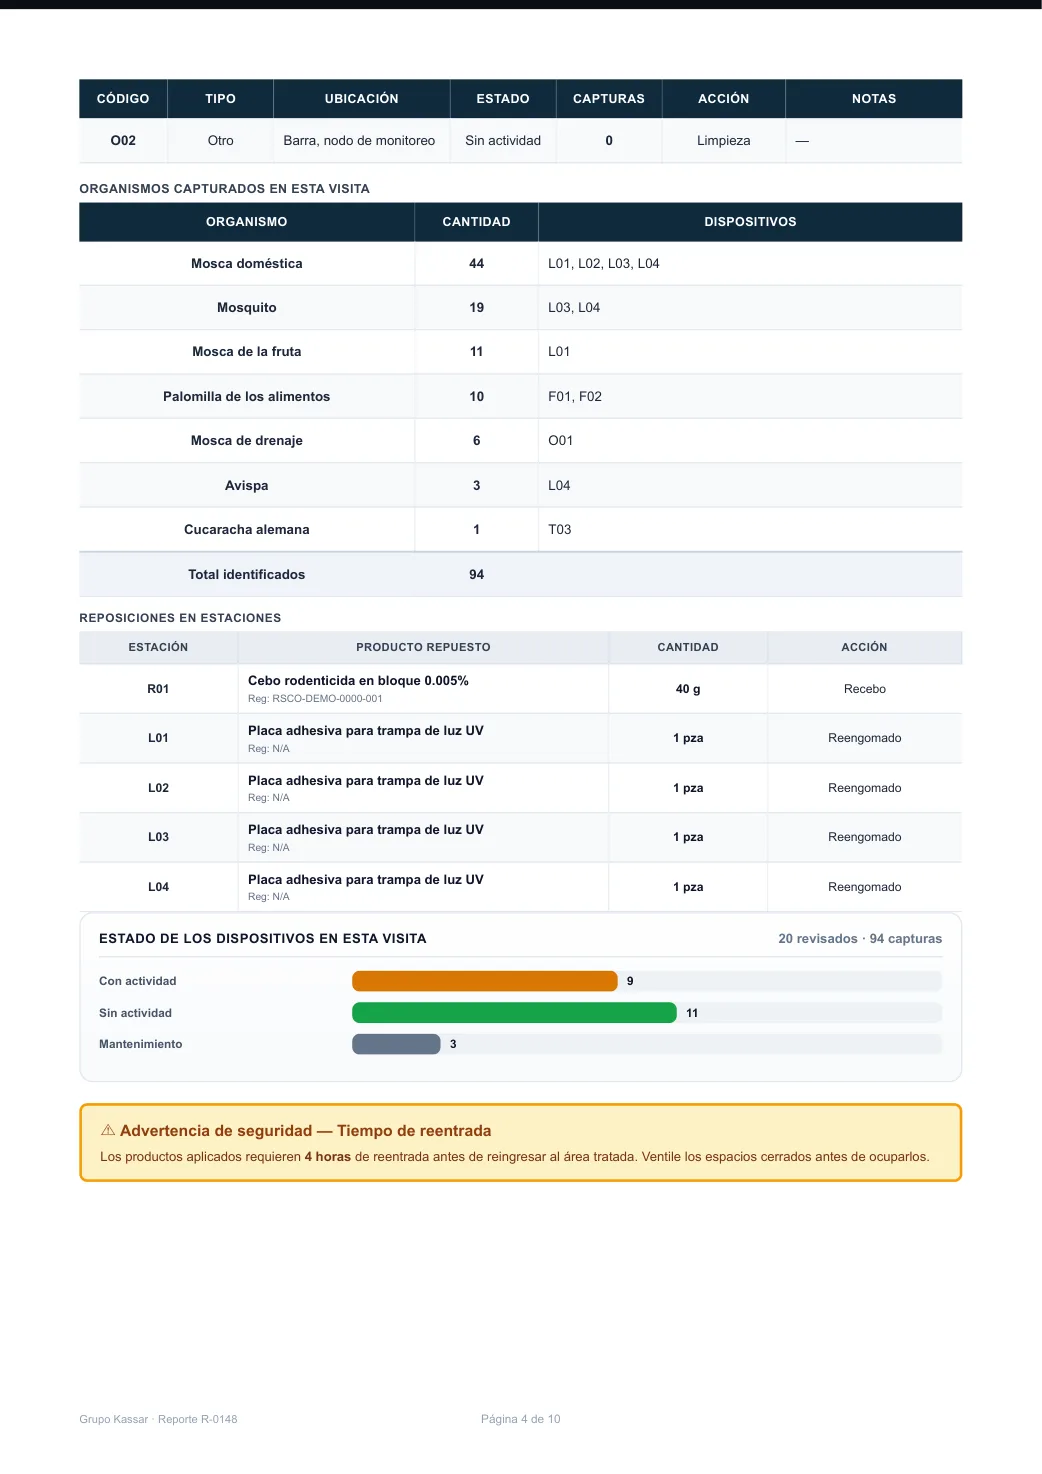 CÓDIGO TIPO UBICACIÓN ESTADO CAPTURAS ACCIÓN NOTAS
O02 Otro Barra, nodo de monitoreo Sin actividad 0 Limpieza —
ORGANISMOS CAPTURADOS EN ESTA VISITA
ORGANISMO CANTIDAD DISPOSITIVOS
Mosca doméstica 44 L01, L02, L03, L04
Mosquito 19 L03, L04
Mosca de la fruta 11 L01
Palomilla de los alimentos 10 F01, F02
Mosca de drenaje 6 O01
Avispa 3 L04
Cucaracha alemana 1 T03
Total identificados 94
REPOSICIONES EN ESTACIONES
ESTACIÓN PRODUCTO REPUESTO CANTIDAD ACCIÓN
R01 Cebo rodenticida en bloque 0.005% 40 g Recebo
Reg: RSCO-DEMO-0000-001
L01 Placa adhesiva para trampa de luz UV 1 pza Reengomado
Reg: N/A
L02 Placa adhesiva para trampa de luz UV 1 pza Reengomado
Reg: N/A
L03 Placa adhesiva para trampa de luz UV 1 pza Reengomado
Reg: N/A
L04 Placa adhesiva para trampa de luz UV 1 pza Reengomado
Reg: N/A
ESTADO DE LOS DISPOSITIVOS EN ESTA VISITA 20 revisados · 94 capturas
Con actividad 9
Sin actividad 11
Mantenimiento 3
⚠ Advertencia de seguridad — Tiempo de reentrada
Los productos aplicados requieren 4 horas de reentrada antes de reingresar al área tratada. Ventile los espacios cerrados antes de ocuparlos.
Grupo Kassar · Reporte R-0148 Página 4 de 10